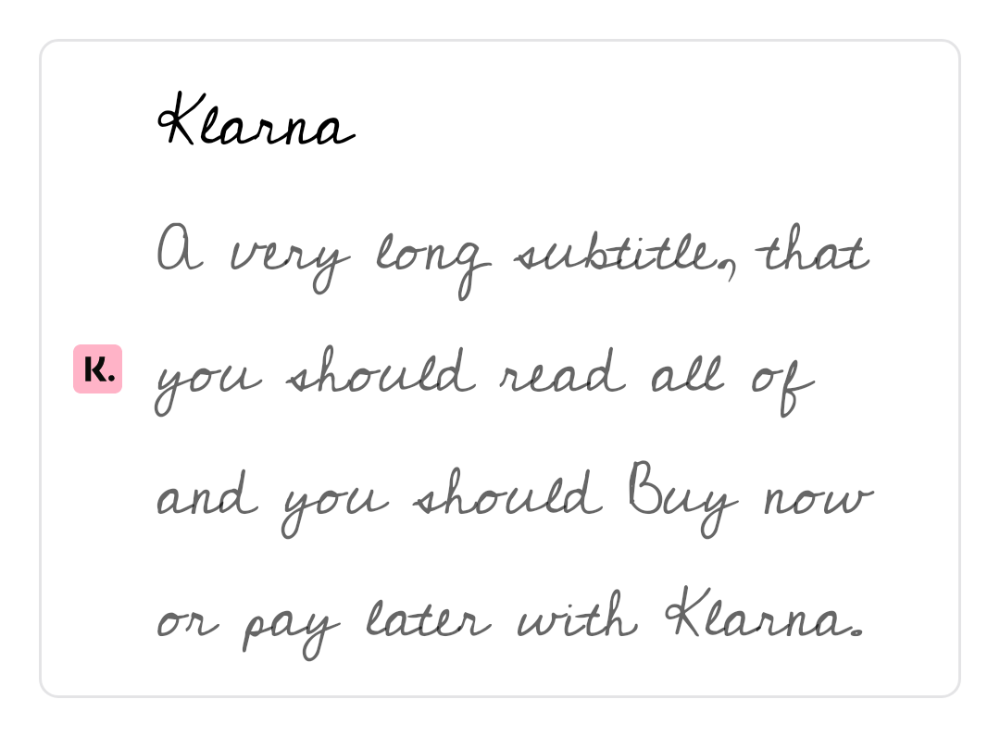 Klarna
A very long subtitle, that
K.
you should read all of
and you should Buy now
or pay later with Klarna.